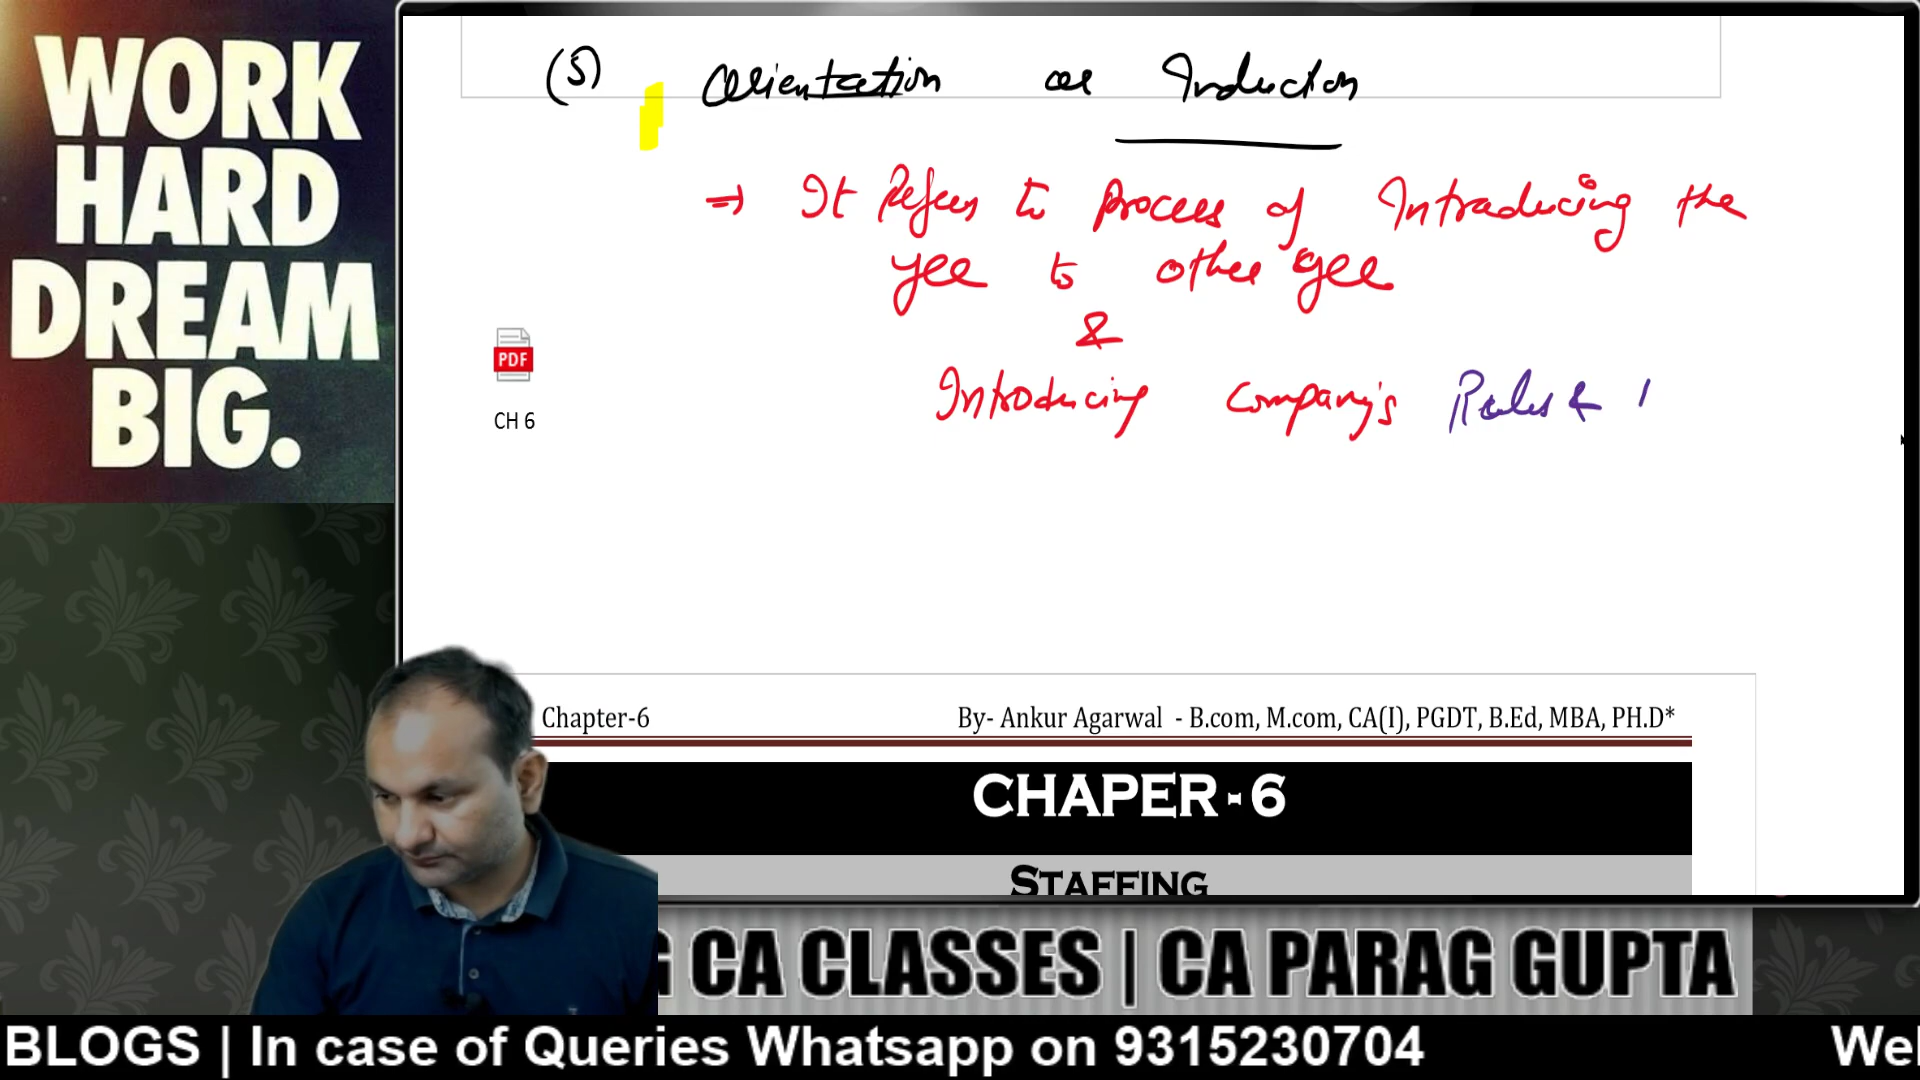 WORK
HARD
DREAM
BIG.
(5) Orientation or Induction
⇒ It Refers to Process of Introducing the
yee to other yee
&
Introducing Company's Rules &
PDF
CH 6
Chapter-6 By- Ankur Agarwal - B.com, M.com, CA(I), PGDT, B.Ed, MBA, PH.D*
CHAPER-6
STAFFING
G CA CLASSES | CA PARAG GUPTA
BLOGS | In case of Queries Whatsapp on 9315230704 Wel